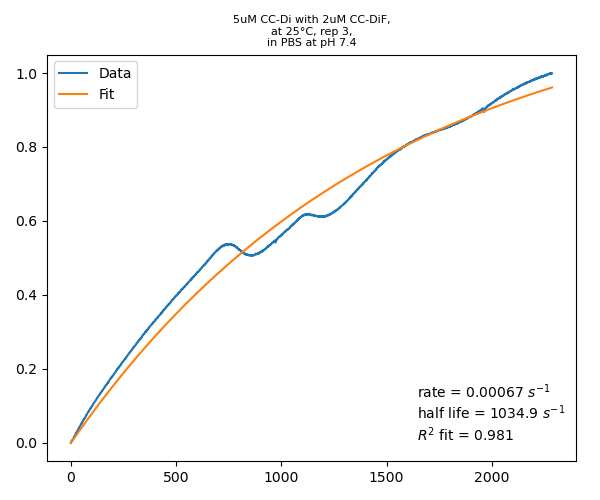 5uM CC-Di with 2uM CC-DiF,
at 25°C, rep 3,
in PBS at pH 7.4
Data
Fit
1.0
0.8
0.6
0.4
0.2
0.0
rate = 0.00067 s⁻¹
half life = 1034.9 s⁻¹
R² fit = 0.981
0 500 1000 1500 2000